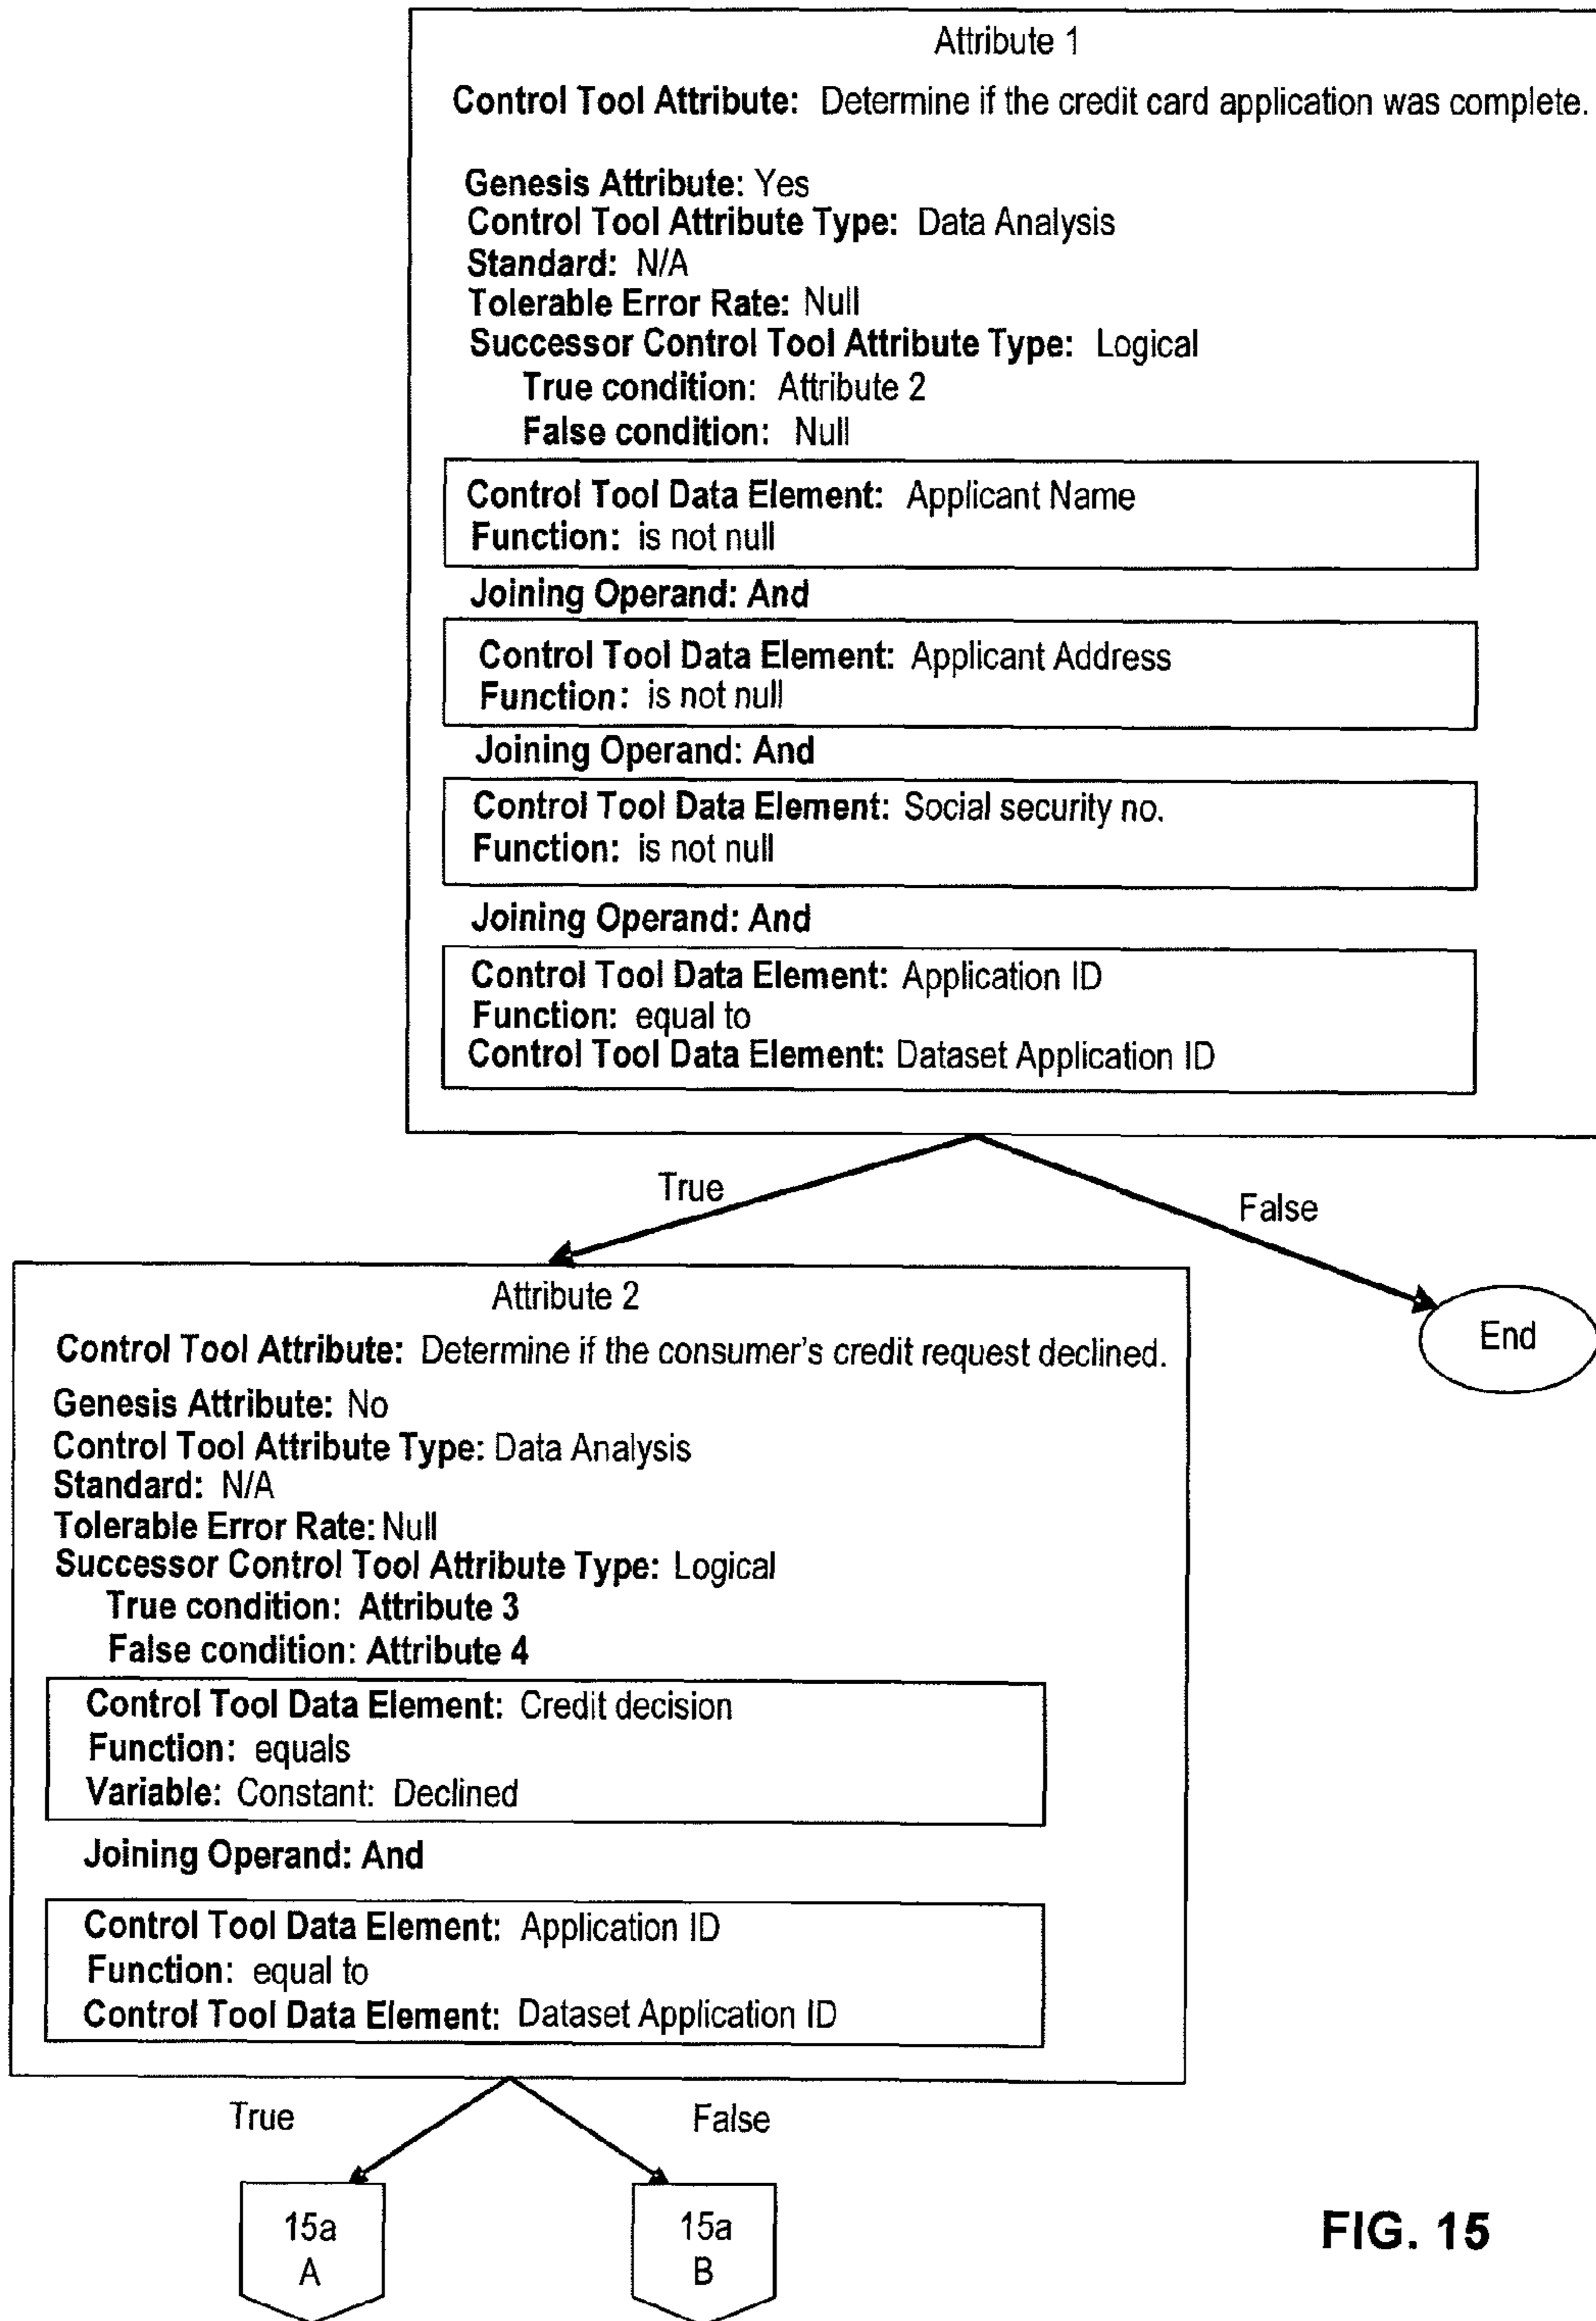 Attribute 1
Control Tool Attribute: Determine if the credit card application was complete.
Genesis Attribute: Yes
Control Tool Attribute Type: Data Analysis
Standard: N/A
Tolerable Error Rate: Null
Successor Control Tool Attribute Type: Logical
True condition: Attribute 2
False condition: Null
Control Tool Data Element: Applicant Name
Function: is not null
Joining Operand: And
Control Tool Data Element: Applicant Address
Function: is not null
Joining Operand: And
Control Tool Data Element: Social security no.
Function: is not null
Joining Operand: And
Control Tool Data Element: Application ID
Function: equal to
Control Tool Data Element: Dataset Application ID
True
False
End
Attribute 2
Control Tool Attribute: Determine if the consumer's credit request declined.
Genesis Attribute: No
Control Tool Attribute Type: Data Analysis
Standard: N/A
Tolerable Error Rate: Null
Successor Control Tool Attribute Type: Logical
True condition: Attribute 3
False condition: Attribute 4
Control Tool Data Element: Credit decision
Function: equals
Variable: Constant: Declined
Joining Operand: And
Control Tool Data Element: Application ID
Function: equal to
Control Tool Data Element: Dataset Application ID
True
False
15a
A
15a
B
FIG. 15